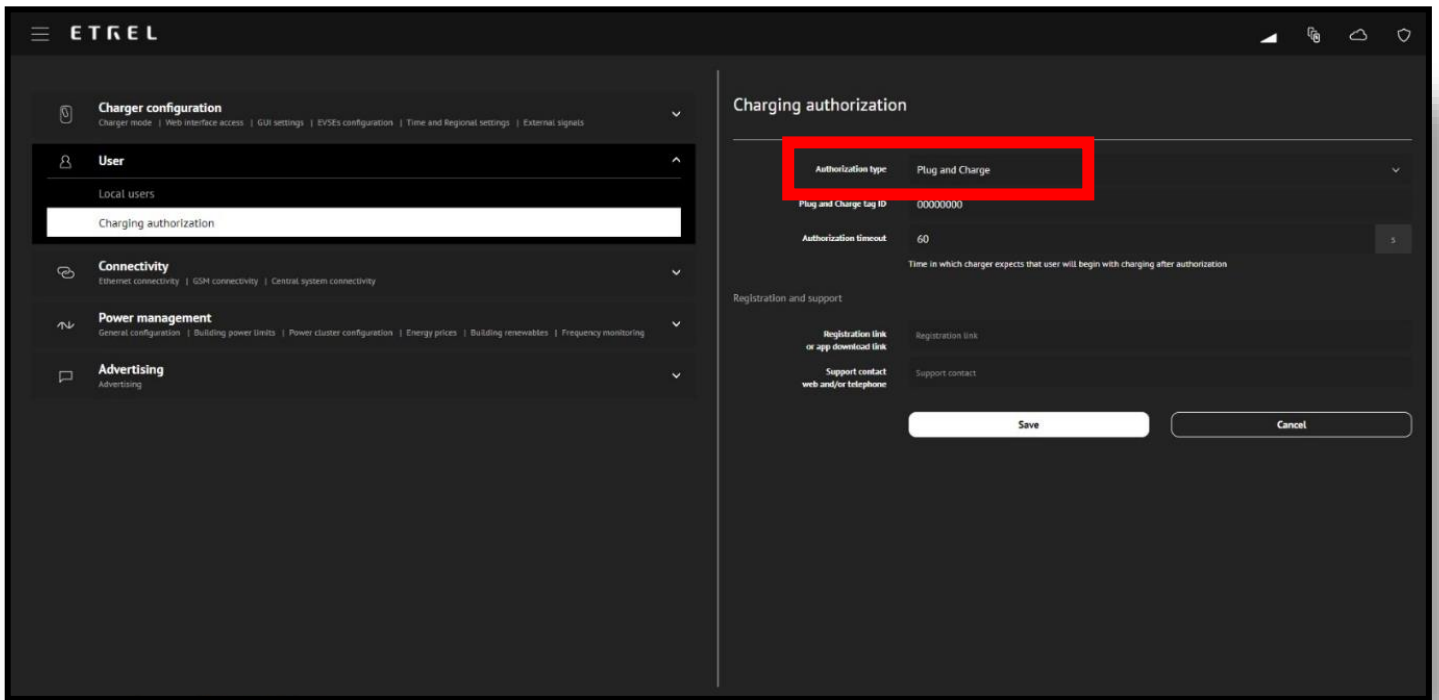 ETREL
Charger configuration
Charger mode | Web interface access | GUI settings | EVSEs configuration | Time and Regional settings | External signals
User
Local users
Charging authorization
Connectivity
Ethernet connectivity | GSM connectivity | Central system connectivity
Power management
General configuration | Building power limits | Power cluster configuration | Energy prices | Building renewables | Frequency monitoring
Advertising
Advertising
Charging authorization
Authorization type Plug and Charge
Plug and Charge tag ID 00000000
Authorization timeout 60 s
Time in which charger expects that user will begin with charging after authorization
Registration and support
Registration link
or app download link Registration link
Support contact
web and/or telephone Support contact
Save Cancel